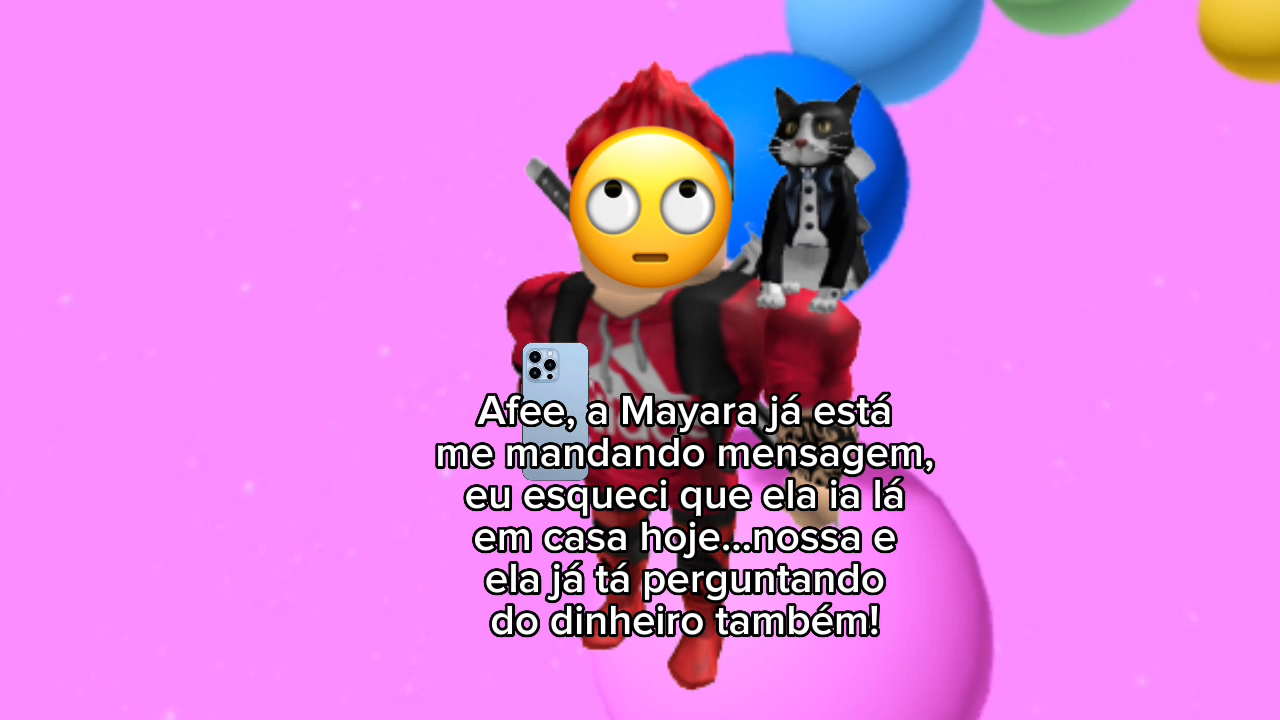 Afee, a Mayara já está
me mandando mensagem,
eu esqueci que ela ia lá
em casa hoje...nossa e
ela já tá perguntando
do dinheiro também!